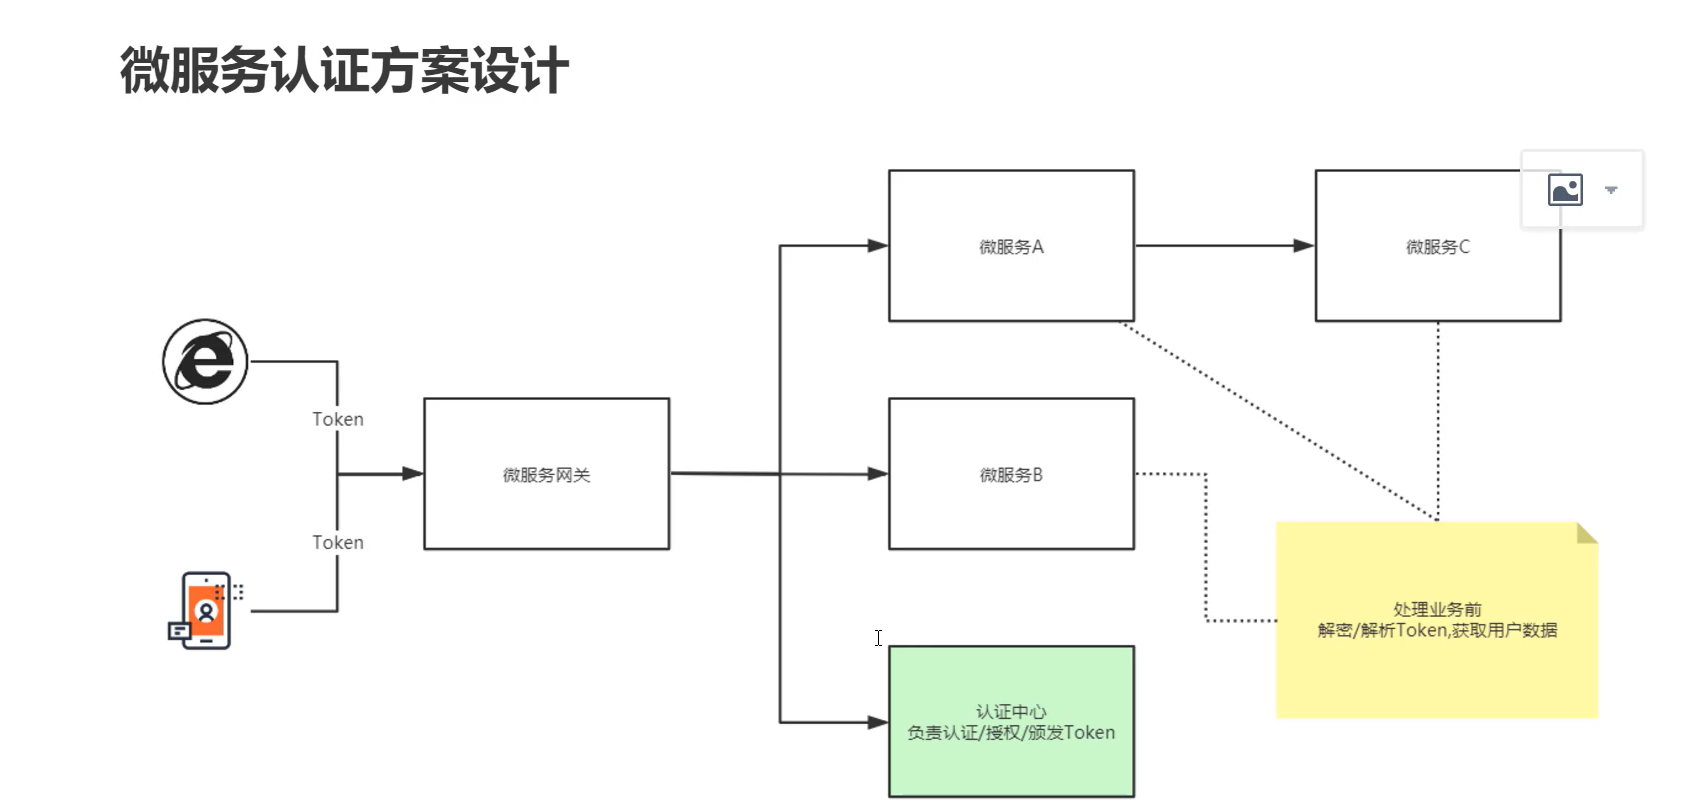 微服务认证方案设计
微服务A
微服务C
Token
微服务网关
微服务B
Token
处理业务前
解密/解析Token,获取用户数据
认证中心
负责认证/授权/颁发Token